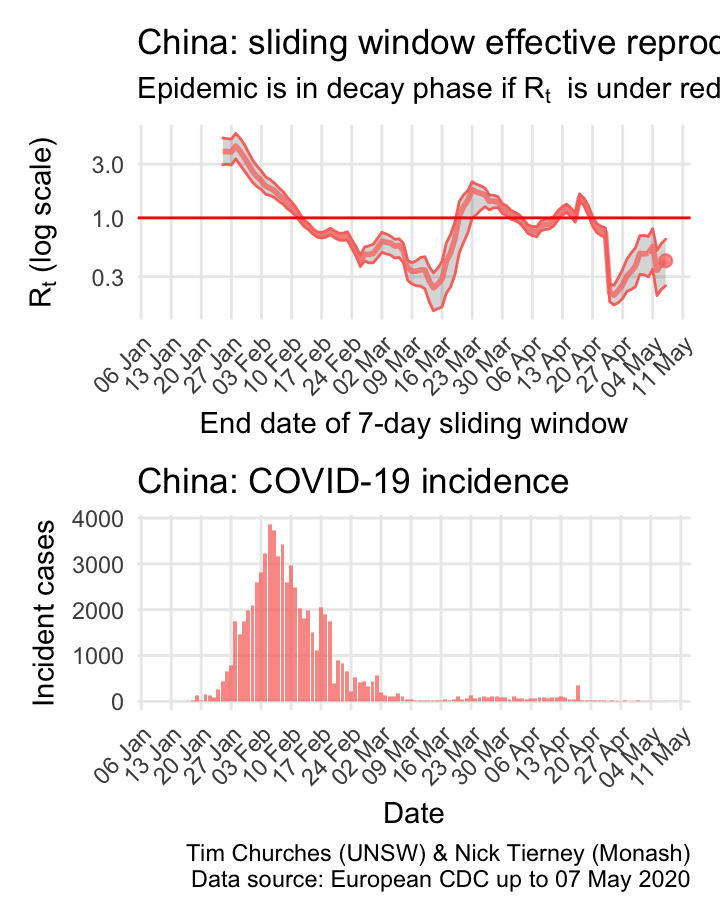 China: sliding window effective
Epidemic is in decay phase if Rt is under red
Rt (log scale)
3.0
1.0
0.3
06 Jan
13 Jan
20 Jan
27 Jan
03 Feb
10 Feb
17 Feb
24 Feb
02 Mar
09 Mar
16 Mar
23 Mar
30 Mar
06 Apr
13 Apr
20 Apr
27 Apr
04 May
11 May
End date of 7-day sliding window
China: COVID-19 incidence
Incident cases
4000
3000
2000
1000
0
06 Jan
13 Jan
20 Jan
27 Jan
03 Feb
10 Feb
17 Feb
24 Feb
02 Mar
09 Mar
16 Mar
23 Mar
30 Mar
06 Apr
13 Apr
20 Apr
27 Apr
04 May
11 May
Date
Tim Churches (UNSW) & Nick Tierney (Monash)
Data source: European CDC up to 07 May 2020